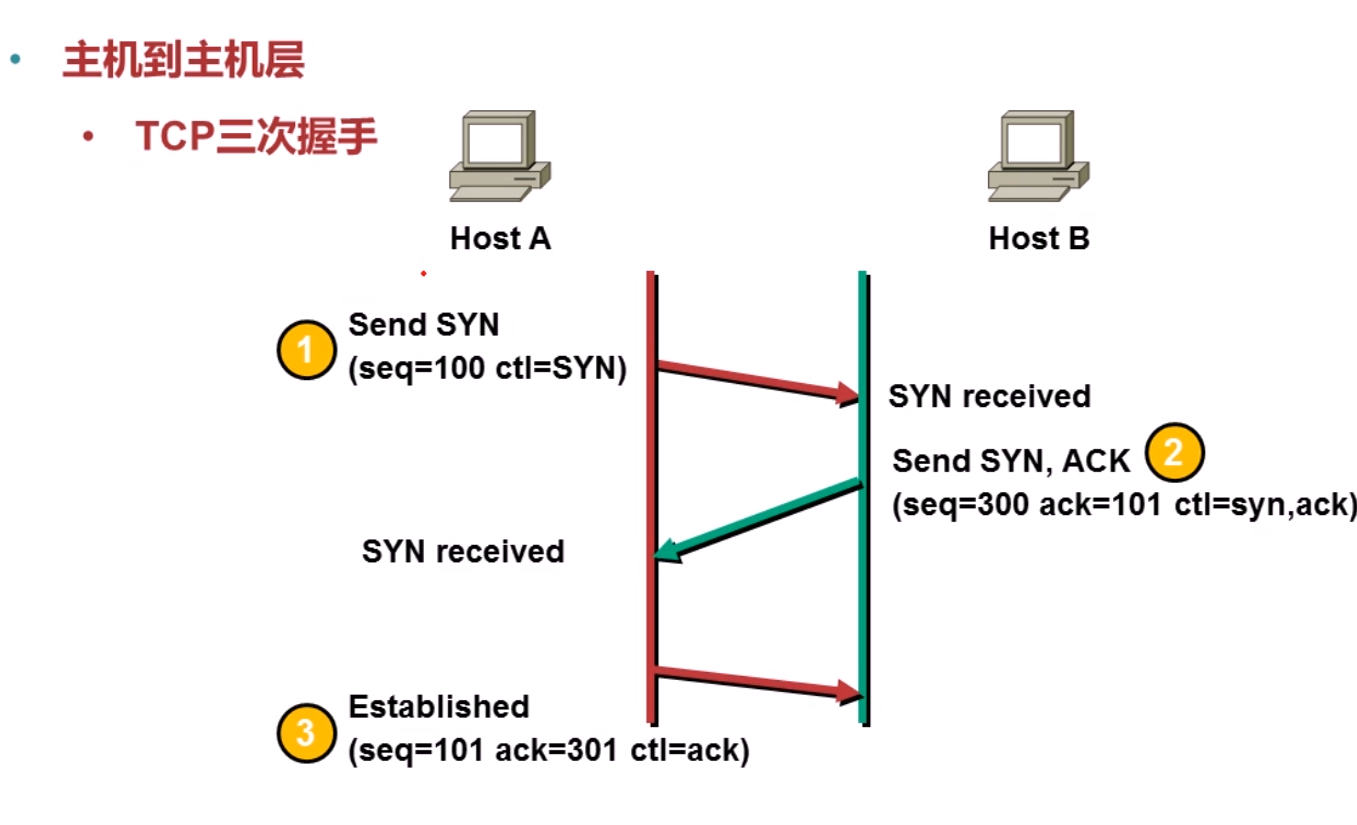 主机到主机层
TCP三次握手
Host A
Host B
1
Send SYN
(seq=100 ctl=SYN)
SYN received
Send SYN, ACK
2
(seq=300 ack=101 ctl=syn,ack)
SYN received
3
Established
(seq=101 ack=301 ctl=ack)